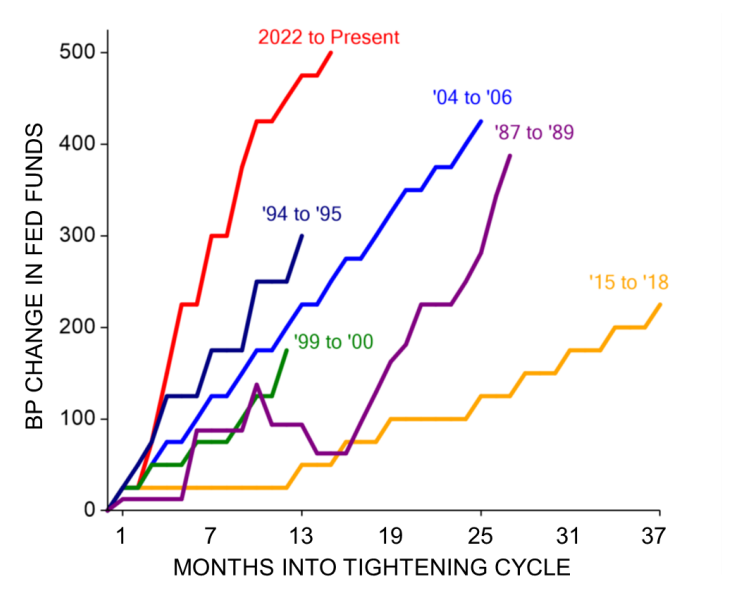 2022 to Present
500
'04 to '06
'87 to '89
400
'94 to '95
300
'15 to '18
'99 to '00
200
100
0
1 7 13 19 25 31 37
MONTHS INTO TIGHTENING CYCLE
BP CHANGE IN FED FUNDS